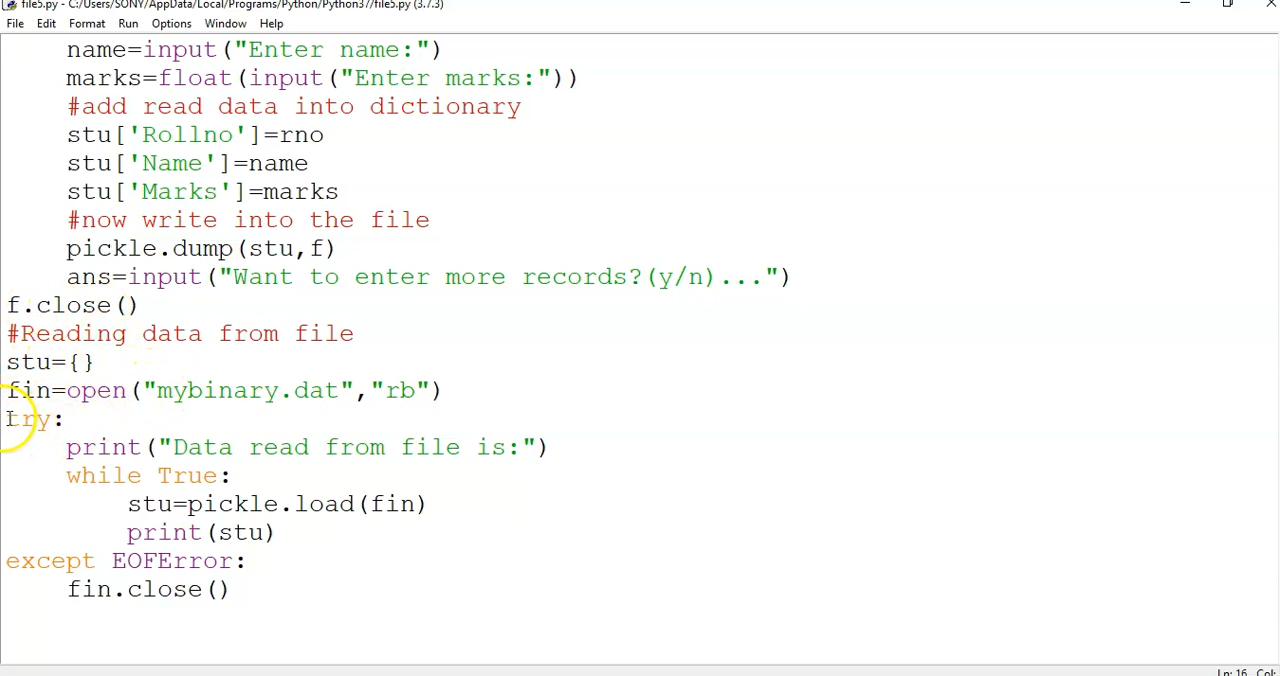 file5.py - C:/Users/SONY/AppData/Local/Programs/Python/Python37/file5.py (3.7.3)
File Edit Format Run Options Window Help
    name=input("Enter name:")
    marks=float(input("Enter marks:"))
    #add read data into dictionary
    stu['Rollno']=rno
    stu['Name']=name
    stu['Marks']=marks
    #now write into the file
    pickle.dump(stu,f)
    ans=input("Want to enter more records?(y/n)...")
f.close()
#Reading data from file
stu={}
fin=open("mybinary.dat","rb")
try:
    print("Data read from file is:")
    while True:
        stu=pickle.load(fin)
        print(stu)
except EOFError:
    fin.close()
Ln: 16 Col: